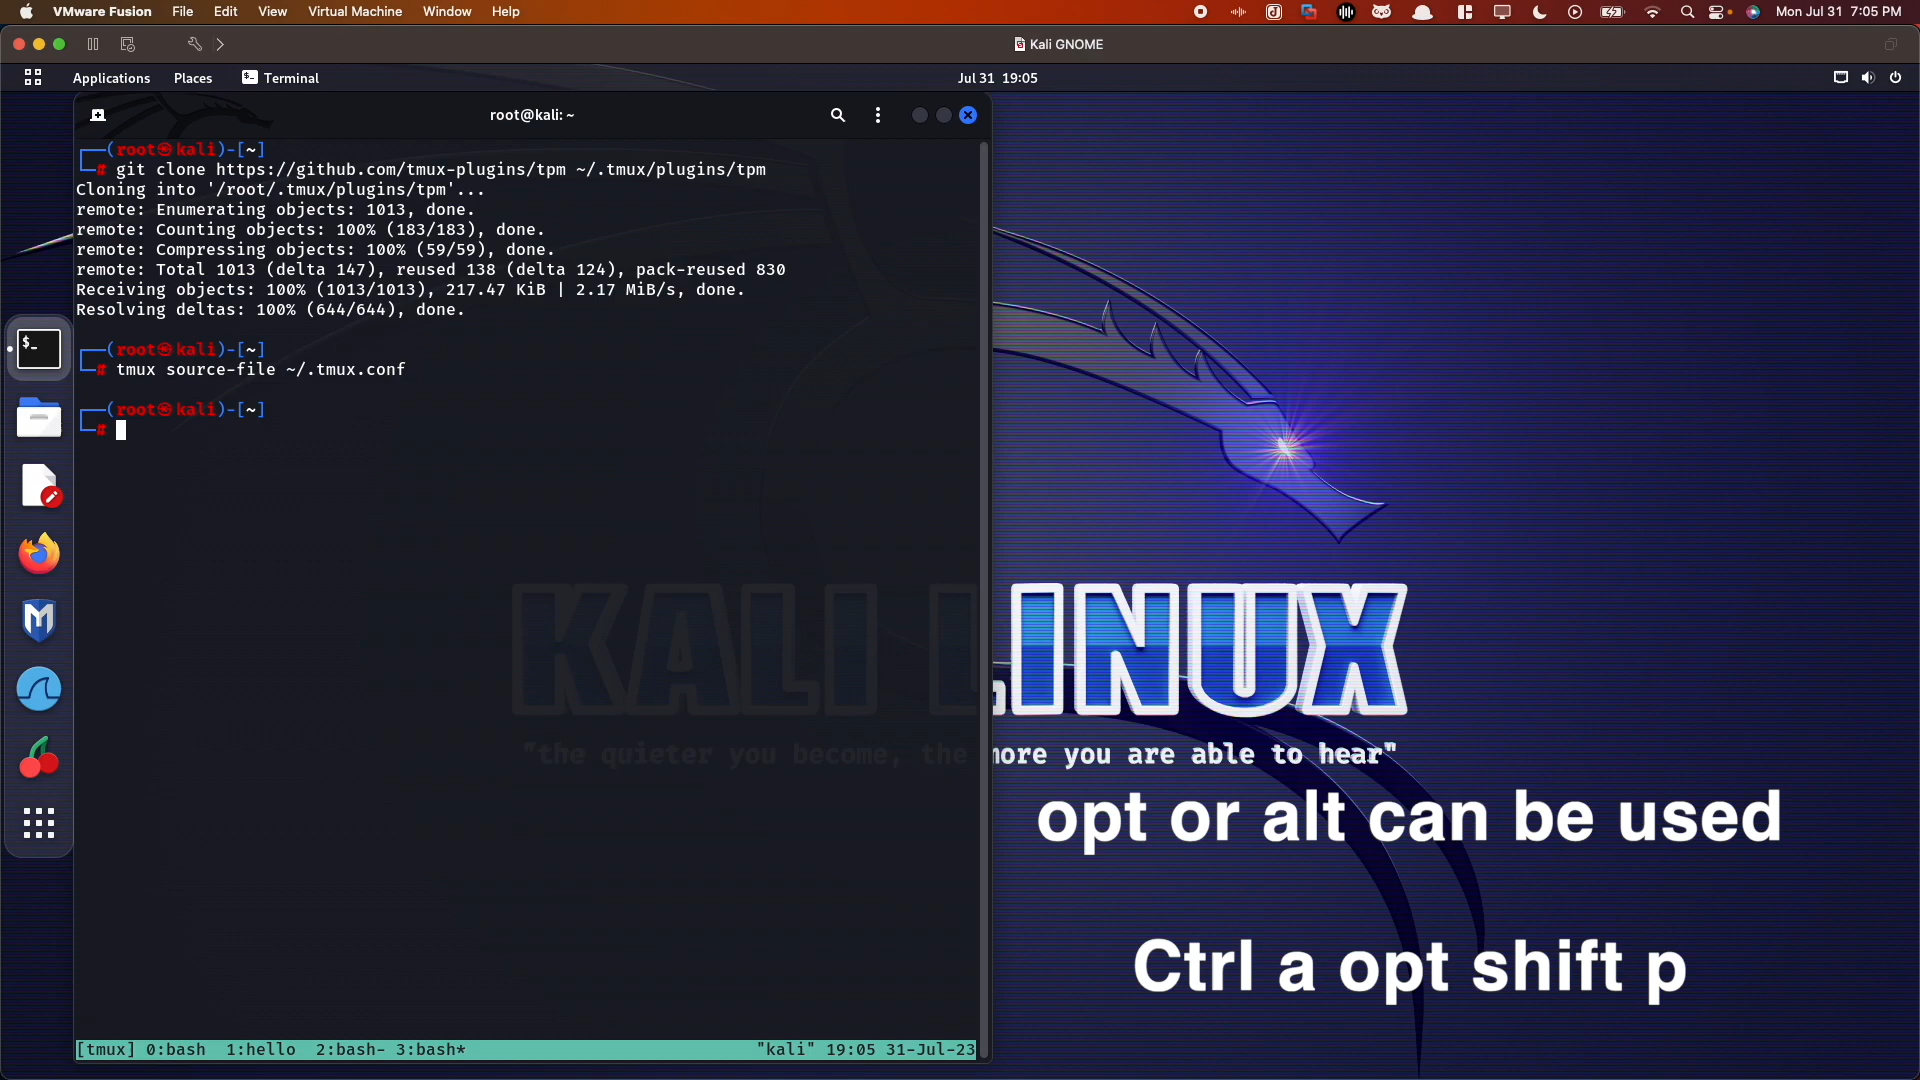 VMware Fusion File Edit View Virtual Machine Window Help Mon Jul 31 7:05 PM
Kali GNOME
Applications Places Terminal Jul 31 19:05
root@kali: ~
┌──(root㉿kali)-[~]
└─# git clone https://github.com/tmux-plugins/tpm ~/.tmux/plugins/tpm
Cloning into '/root/.tmux/plugins/tpm'...
remote: Enumerating objects: 1013, done.
remote: Counting objects: 100% (183/183), done.
remote: Compressing objects: 100% (59/59), done.
remote: Total 1013 (delta 147), reused 138 (delta 124), pack-reused 830
Receiving objects: 100% (1013/1013), 217.47 KiB | 2.17 MiB/s, done.
Resolving deltas: 100% (644/644), done.
┌──(root㉿kali)-[~]
└─# tmux source-file ~/.tmux.conf
┌──(root㉿kali)-[~]
└─#
KALI LINUX
"the quieter you become, the more you are able to hear"
opt or alt can be used
Ctrl a opt shift p
[tmux] 0:bash 1:hello 2:bash- 3:bash* "kali" 19:05 31-Jul-23